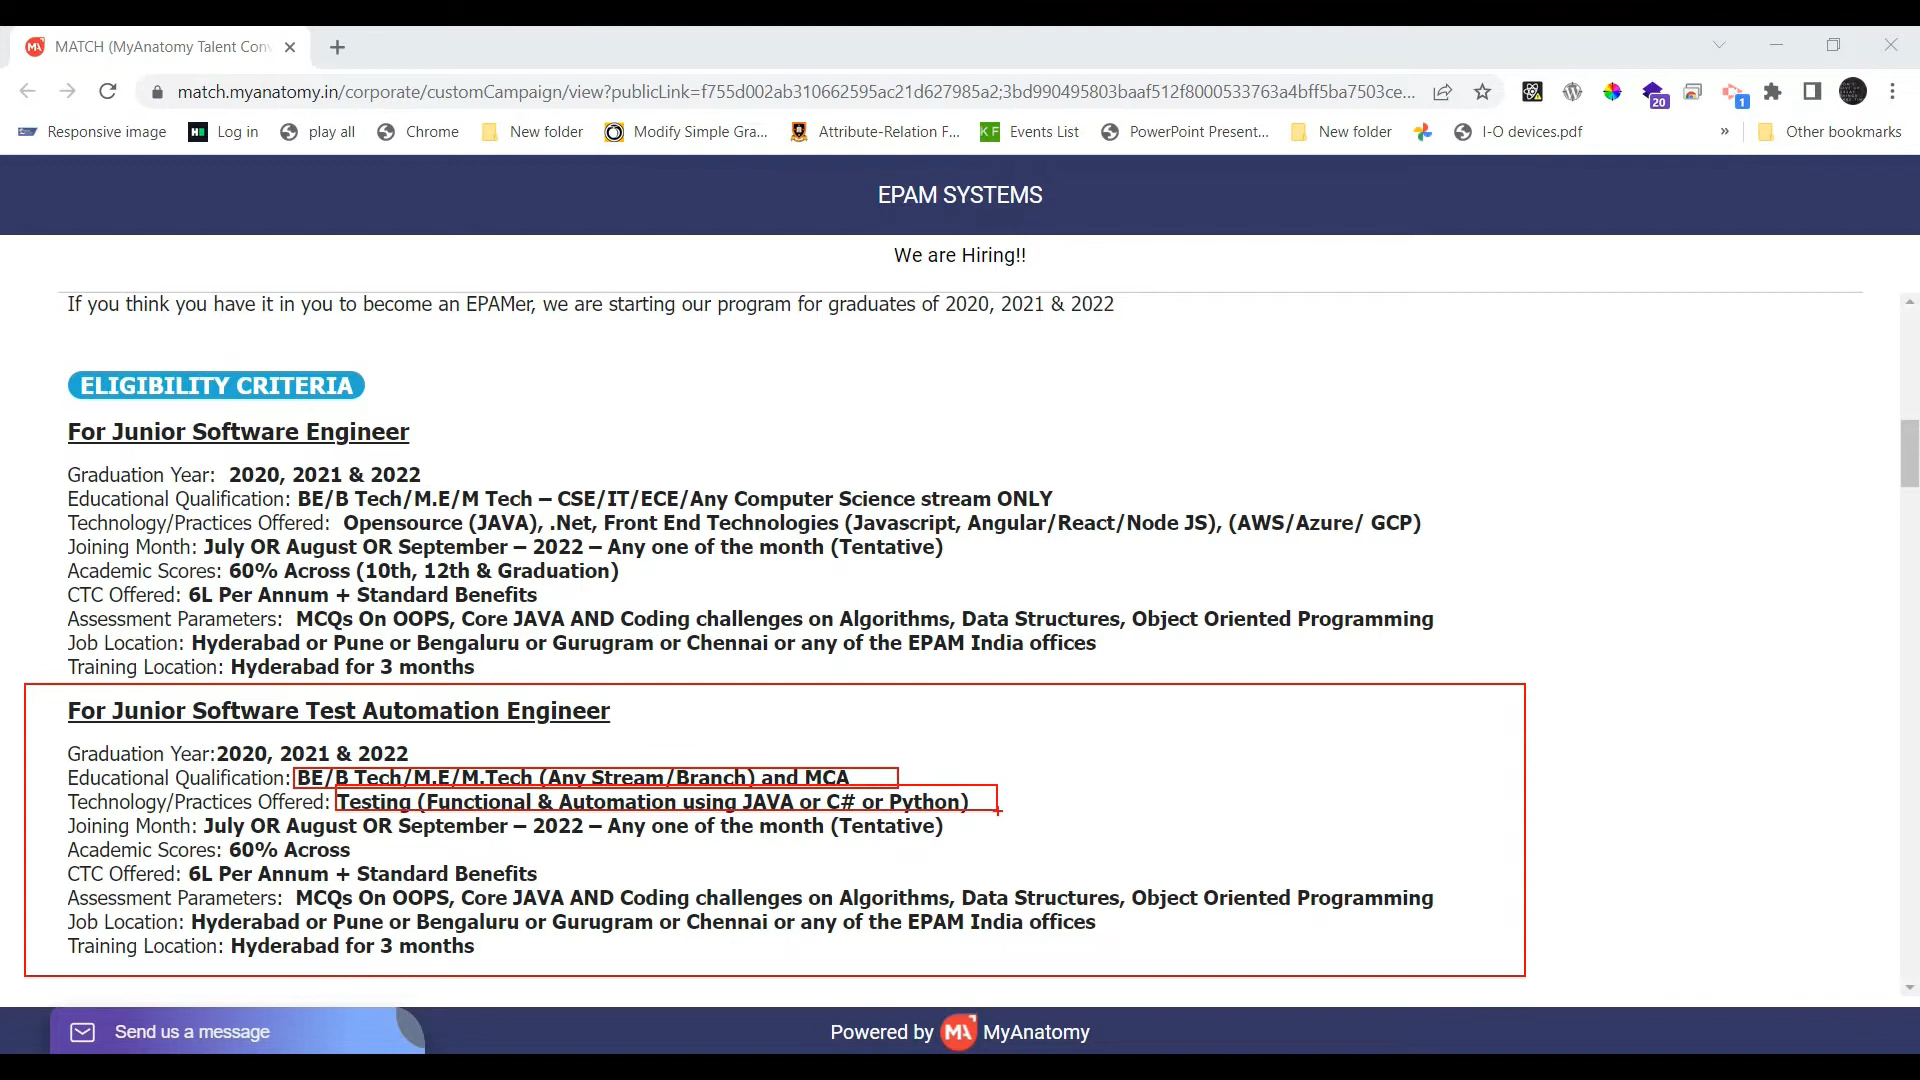 MATCH (MyAnatomy Talent Conv
match.myanatomy.in/corporate/customCampaign/view?publicLink=f755d002ab310662595ac21d627985a2;3bd990495803baaf512f8000533763a4bff5ba7503ce...
20
1
Responsive image
Log in
play all
Chrome
New folder
Modify Simple Gra...
Attribute-Relation F...
KF Events List
PowerPoint Present...
New folder
I-O devices.pdf
»
Other bookmarks
EPAM SYSTEMS
We are Hiring!!
If you think you have it in you to become an EPAMer, we are starting our program for graduates of 2020, 2021 & 2022
ELIGIBILITY CRITERIA
For Junior Software Engineer
Graduation Year: 2020, 2021 & 2022
Educational Qualification: BE/B Tech/M.E/M Tech – CSE/IT/ECE/Any Computer Science stream ONLY
Technology/Practices Offered: Opensource (JAVA), .Net, Front End Technologies (Javascript, Angular/React/Node JS), (AWS/Azure/ GCP)
Joining Month: July OR August OR September – 2022 – Any one of the month (Tentative)
Academic Scores: 60% Across (10th, 12th & Graduation)
CTC Offered: 6L Per Annum + Standard Benefits
Assessment Parameters: MCQs On OOPS, Core JAVA AND Coding challenges on Algorithms, Data Structures, Object Oriented Programming
Job Location: Hyderabad or Pune or Bengaluru or Gurugram or Chennai or any of the EPAM India offices
Training Location: Hyderabad for 3 months
For Junior Software Test Automation Engineer
Graduation Year:2020, 2021 & 2022
Educational Qualification: BE/B Tech/M.E/M.Tech (Any Stream/Branch) and MCA
Technology/Practices Offered: Testing (Functional & Automation using JAVA or C# or Python)
Joining Month: July OR August OR September – 2022 – Any one of the month (Tentative)
Academic Scores: 60% Across
CTC Offered: 6L Per Annum + Standard Benefits
Assessment Parameters: MCQs On OOPS, Core JAVA AND Coding challenges on Algorithms, Data Structures, Object Oriented Programming
Job Location: Hyderabad or Pune or Bengaluru or Gurugram or Chennai or any of the EPAM India offices
Training Location: Hyderabad for 3 months
Send us a message
Powered by MA MyAnatomy